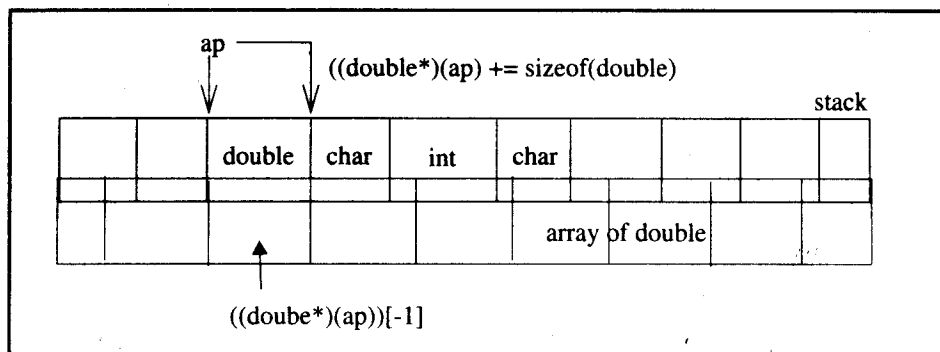 ap
((double*)(ap) += sizeof(double)
stack
double char int char
array of double
((doube*)(ap))[-1]